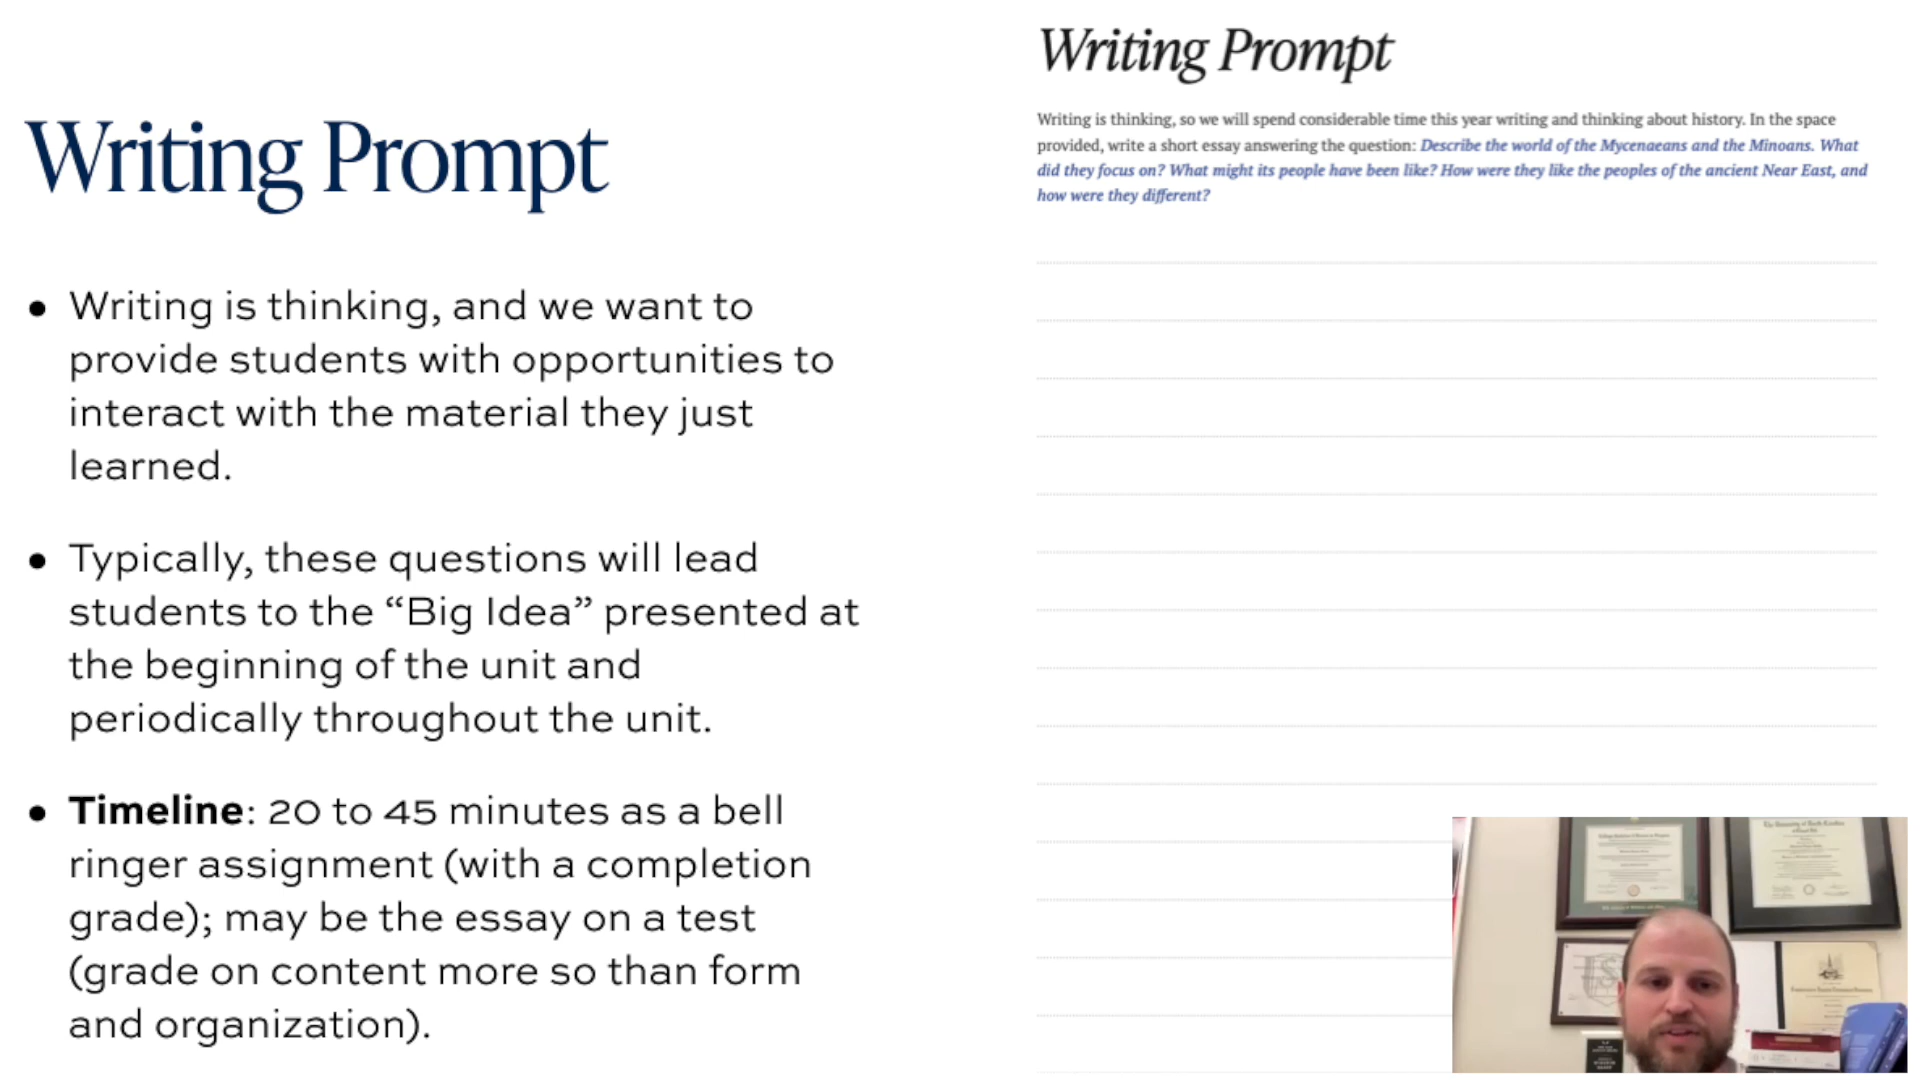 Writing Prompt
• Writing is thinking, and we want to
provide students with opportunities to
interact with the material they just
learned.
• Typically, these questions will lead
students to the “Big Idea” presented at
the beginning of the unit and
periodically throughout the unit.
• Timeline: 20 to 45 minutes as a bell
ringer assignment (with a completion
grade); may be the essay on a test
(grade on content more so than form
and organization).
Writing Prompt
Writing is thinking, so we will spend considerable time this year writing and thinking about history. In the space
provided, write a short essay answering the question: Describe the world of the Mycenaeans and the Minoans. What
did they focus on? What might its people have been like? How were they like the peoples of the ancient Near East, and
how were they different?